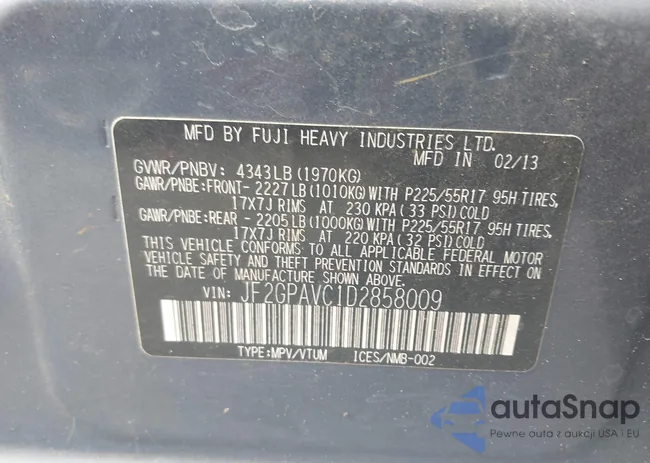 MFD BY FUJI HEAVY INDUSTRIES LTD.
MFD IN 02/13
GVWR/PNBV: 4343LB(1970KG)
GAWR/PNBE:FRONT- 2227LB(1010KG)WITH P225/55R17 95H TIRES,
17X7J RIMS AT 230 KPA(33 PSI)COLD
GAWR/PNBE:REAR - 2205LB(1000KG)WITH P225/55R17 95H TIRES,
17X7J RIMS AT 220 KPA(32 PSI)COLD
THIS VEHICLE CONFORMS TO ALL APPLICABLE FEDERAL MOTOR
VEHICLE SAFETY AND THEFT PREVENTION STANDARDS IN EFFECT ON
THE DATE OF MANUFACTURE SHOWN ABOVE.
VIN: JF2GPAVC1D2858009
TYPE:MPV/VTUM ICES/NMB-002
autoSnap
Pewne auta z aukcji USA i EU